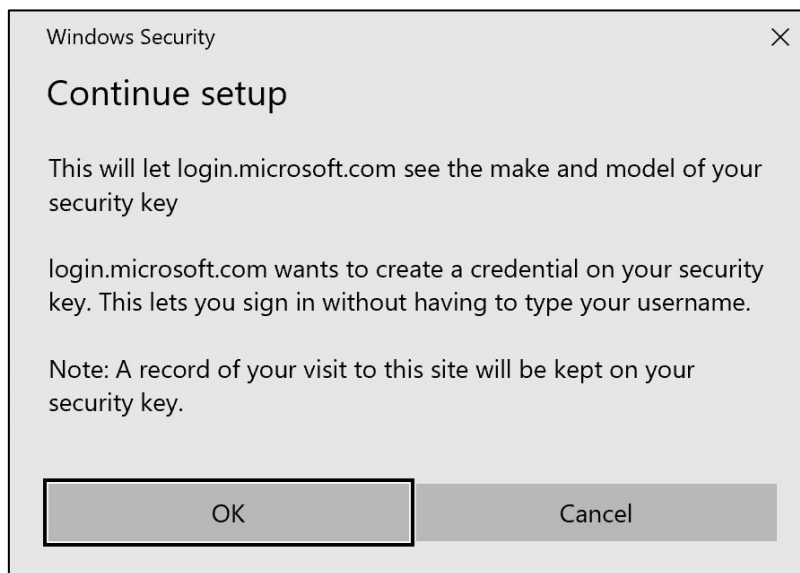 Windows Security
Continue setup
This will let login.microsoft.com see the make and model of your
security key
login.microsoft.com wants to create a credential on your security
key. This lets you sign in without having to type your username.
Note: A record of your visit to this site will be kept on your
security key.
OK
Cancel